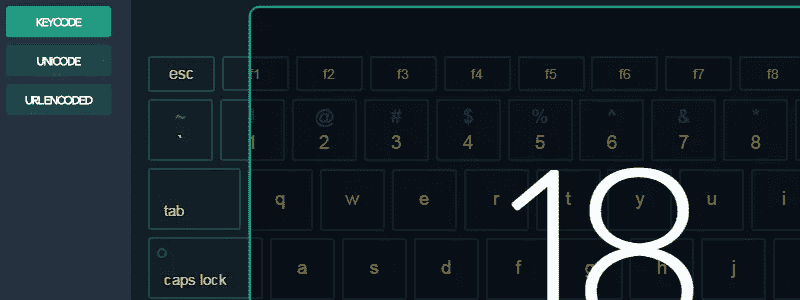 KEYCODE
UNICODE
URLENCODED
esc f1 f2 f3 f4 f5 f6 f7 f8
~ ! @ # $ % ^ & *
` 1 2 3 4 5 6 7 8
tab q w e r t y u i
caps lock a s d f g h j
18